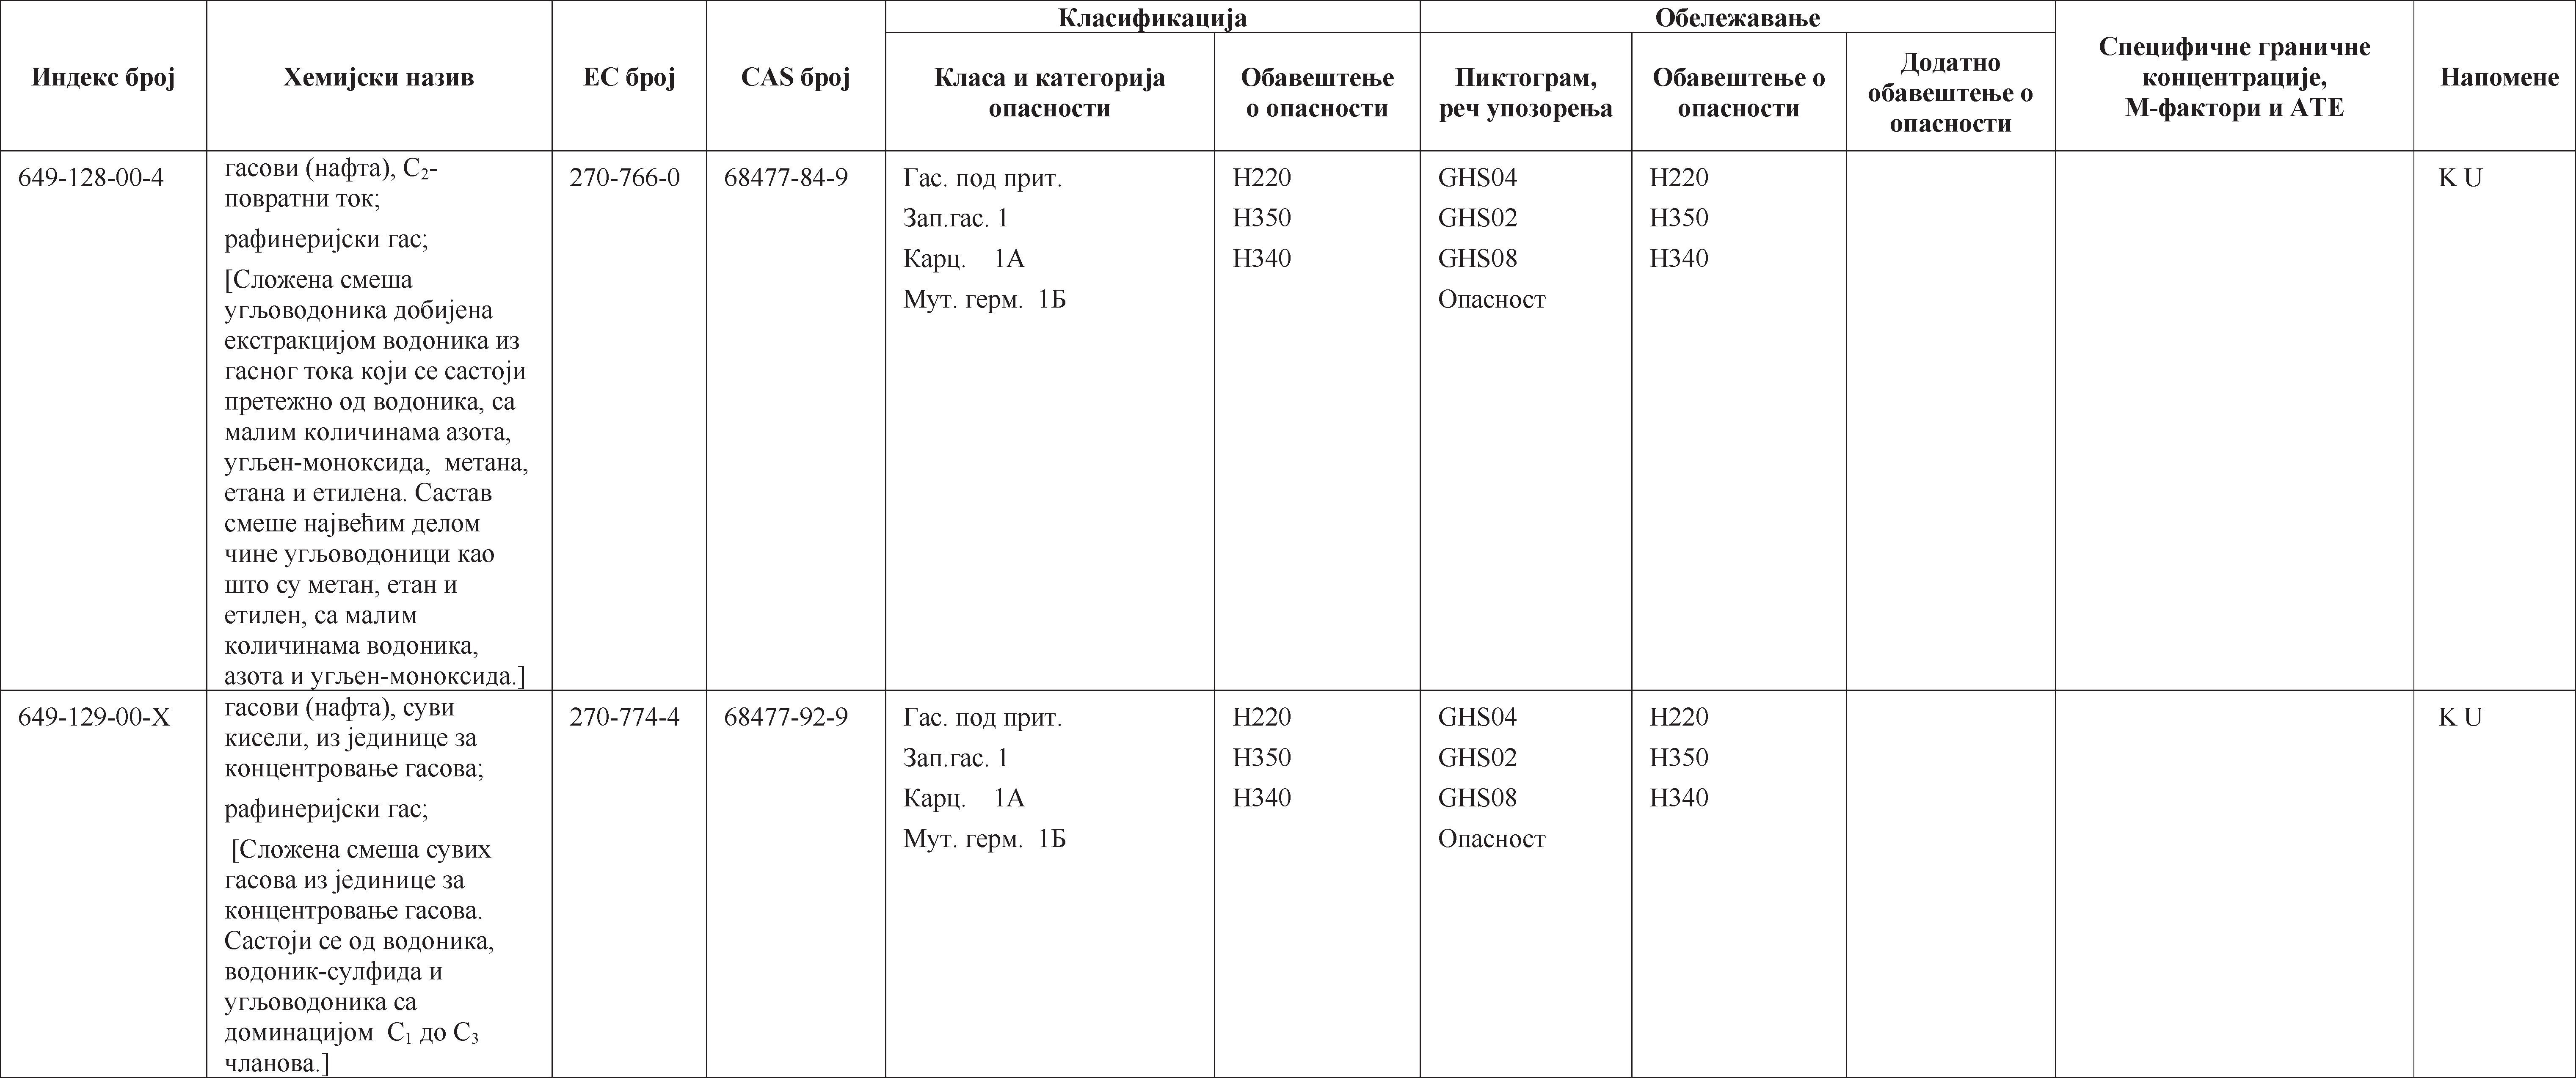 Класификација
Обележавање
Индекс број
Хемијски назив
ЕС број
CAS број
Класа и категорија
опасности
Обавештење
о опасности
Пиктограм,
реч упозорења
Обавештење о
опасности
Додатно
обавештење о
опасности
Специфичне граничне
концентрације,
М-фактори и АТЕ
Напомене
649-128-00-4
гасови (нафта), C₂-
повратни ток;
рафинеријски гас;
[Сложена смеша
угљоводоника добијена
екстракцијом водоника из
гасног тока који се састоји
претежно од водоника, са
малим количинама азота,
угљен-моноксида,  метана,
етана и етилена. Састав
смеше највећим делом
чине угљоводоници као
што су метан, етан и
етилен, са малим
количинама водоника,
азота и угљен-моноксида.]
270-766-0
68477-84-9
Гас. под прит.
Зап.гас. 1
Карц.    1А
Мут. герм.  1Б
H220
H350
H340
GHS04
GHS02
GHS08
Опасност
H220
H350
H340
K U
649-129-00-X
гасови (нафта), суви
кисели, из јединице за
концентровање гасова;
рафинеријски гас;
[Сложена смеша сувих
гасова из јединице за
концентровање гасова.
Састоји се од водоника,
водоник-сулфида и
угљоводоника са
доминацијом  C₁ до C₃
чланова.]
270-774-4
68477-92-9
Гас. под прит.
Зап.гас. 1
Карц.    1А
Мут. герм.  1Б
H220
H350
H340
GHS04
GHS02
GHS08
Опасност
H220
H350
H340
K U